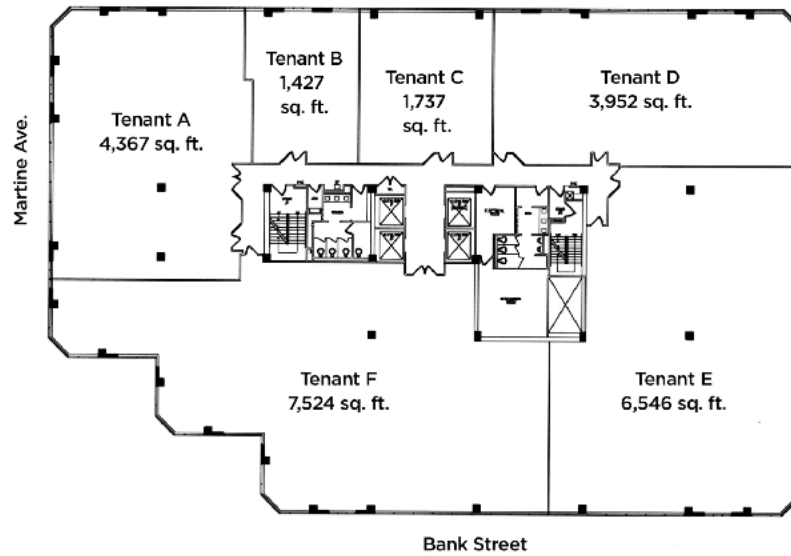 Tenant B
1,427
sq. ft.
Tenant C
1,737
sq. ft.
Tenant D
3,952 sq. ft.
Tenant A
4,367 sq. ft.
Martine Ave.
Tenant F
7,524 sq. ft.
Tenant E
6,546 sq. ft.
Bank Street